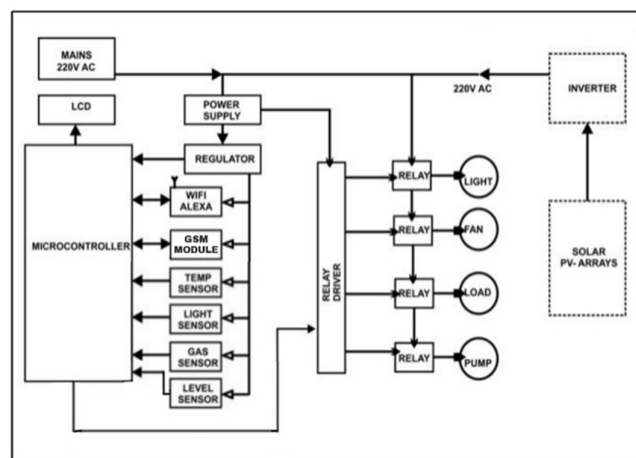 MAINS
220V AC
LCD
POWER
SUPPLY
REGULATOR
WIFI
ALEXA
MICROCONTROLLER
GSM
MODULE
TEMP
SENSOR
LIGHT
SENSOR
GAS
SENSOR
LEVEL
SENSOR
RELAY
DRIVER
RELAY
LIGHT
RELAY
FAN
RELAY
LOAD
RELAY
PUMP
220V AC
INVERTER
SOLAR
PV- ARRAYS